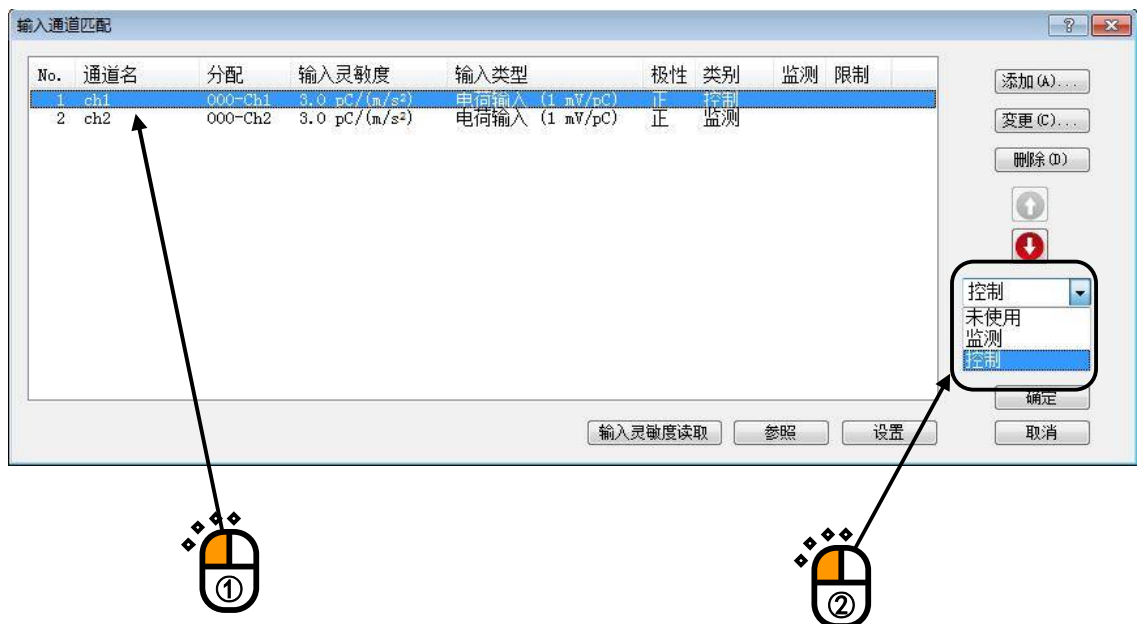 输入通道匹配
No. 通道名 分配 输入灵敏度 输入类型 极性 类别 监测 限制
1 ch1 000-Ch1 3.0 pC/(m/s²) 电荷输入 (1 mV/pC) 正 控制
2 ch2 000-Ch2 3.0 pC/(m/s²) 电荷输入 (1 mV/pC) 正 监测
添加(A)...
变更(C)...
删除(D)
控制
未使用
监测
控制
确定
输入灵敏度读取 参照 设置 取消
① ②